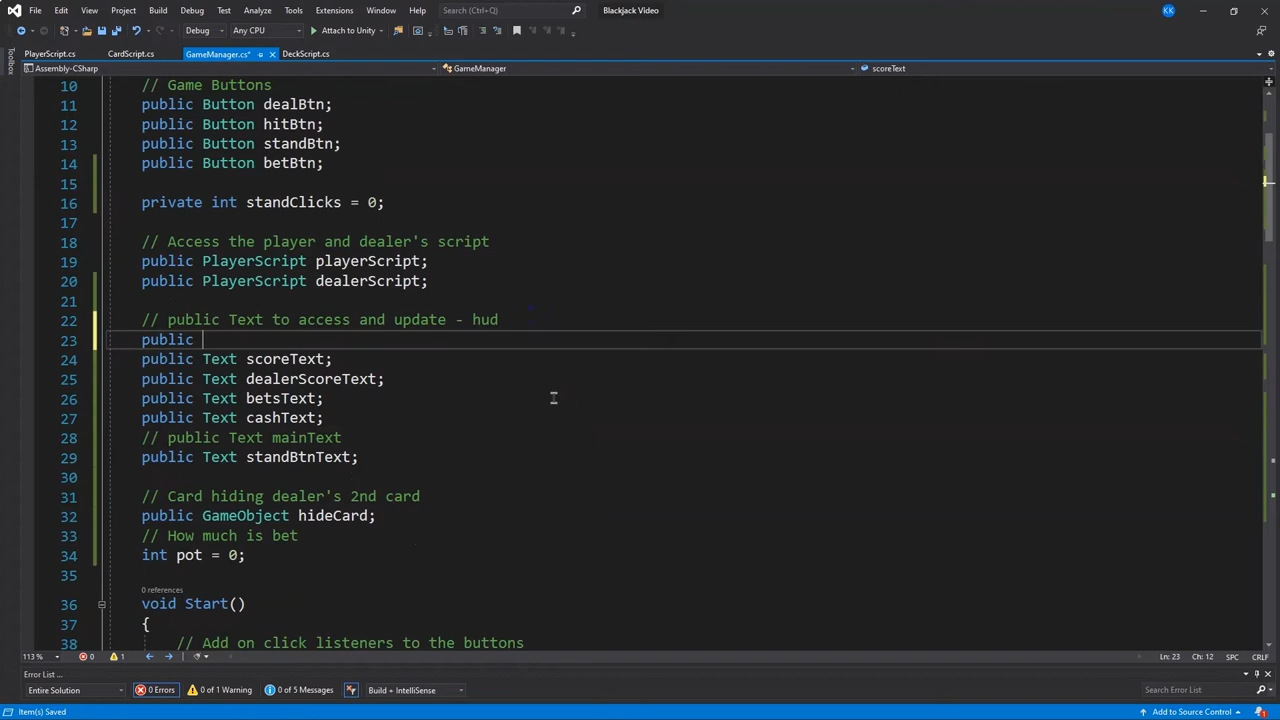 File Edit View Git Project Build Debug Test Analyze Tools Extensions Window Help Search (Ctrl+Q) Blackjack Video KK
Debug Any CPU Attach to Unity
PlayerScript.cs CardScript.cs GameManager.cs* DeckScript.cs
Toolbox
Assembly-CSharp GameManager scoreText
10 // Game Buttons
11 public Button dealBtn;
12 public Button hitBtn;
13 public Button standBtn;
14 public Button betBtn;
15
16 private int standClicks = 0;
17
18 // Access the player and dealer's script
19 public PlayerScript playerScript;
20 public PlayerScript dealerScript;
21
22 // public Text to access and update - hud
23 public
24 public Text scoreText;
25 public Text dealerScoreText;
26 public Text betsText;
27 public Text cashText;
28 // public Text mainText
29 public Text standBtnText;
30
31 // Card hiding dealer's 2nd card
32 public GameObject hideCard;
33 // How much is bet
34 int pot = 0;
35
0 references
36 void Start()
37 {
38 // Add on click listeners to the buttons
113 % 0 1 Ln: 23 Ch: 12 SPC CRLF
Error List ...
Entire Solution 0 Errors 0 of 1 Warning 0 of 5 Messages Build + IntelliSense Search Error List
Item(s) Saved Add to Source Control 1